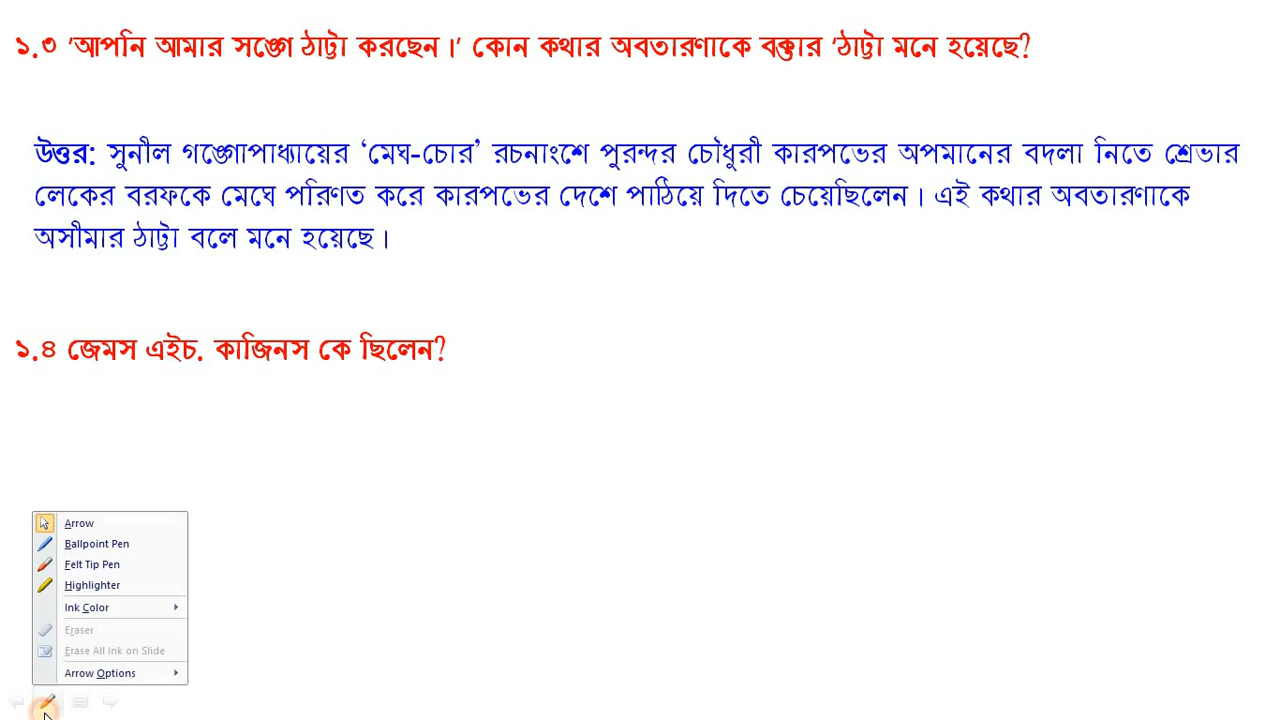 ১.৩ 'আপনি আমার সঙ্গে ঠাট্টা করছেন।' কোন কথার অবতারণাকে বক্তার 'ঠাট্টা মনে হয়েছে?
উত্তর: সুনীল গঙ্গোপাধ্যায়ের ‘মেঘ-চোর’ রচনাংশে পুরন্দর চৌধুরী কারপভের অপমানের বদলা নিতে শ্রেভার
লেকের বরফকে মেঘে পরিণত করে কারপভের দেশে পাঠিয়ে দিতে চেয়েছিলেন। এই কথার অবতারণাকে
অসীমার ঠাট্টা বলে মনে হয়েছে।
১.৪ জেমস এইচ. কাজিনস কে ছিলেন?
Arrow
Ballpoint Pen
Felt Tip Pen
Highlighter
Ink Color
Eraser
Erase All Ink on Slide
Arrow Options